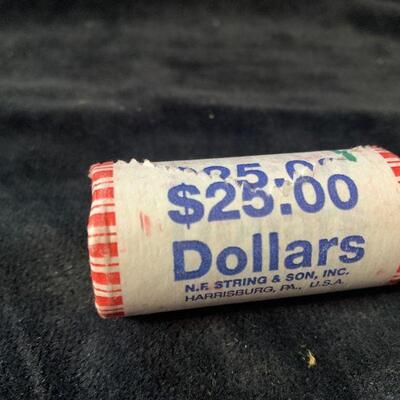 $25.00
Dollars
N.F. STRING & SON, INC.
HARRISBURG, PA., U.S.A.